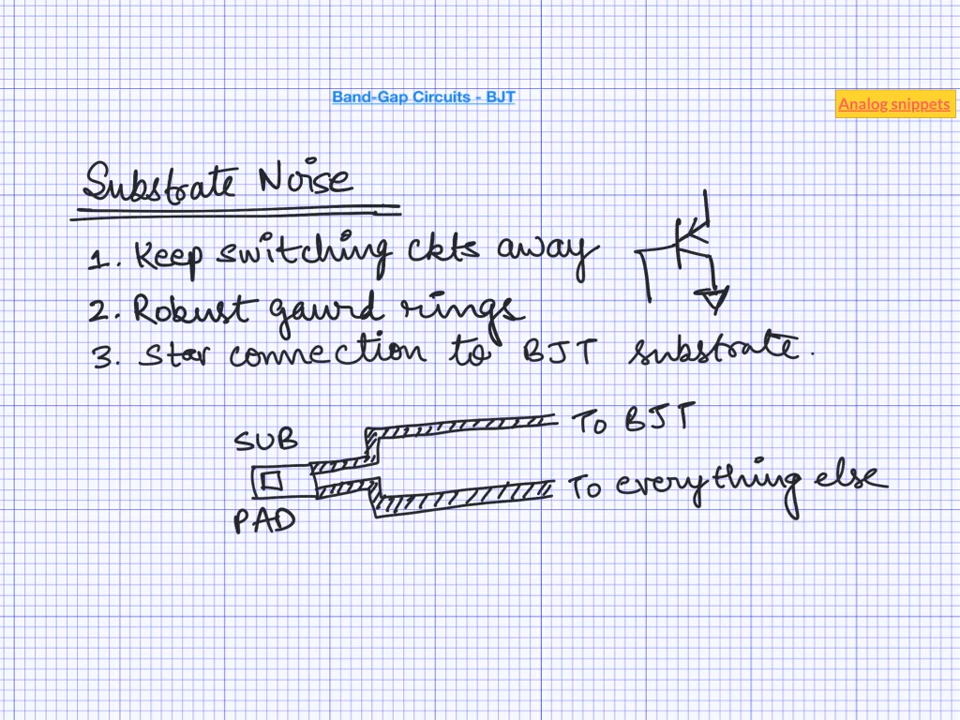 Band-Gap Circuits - BJT
Analog snippets
Substrate Noise
1. Keep switching ckts away
2. Robust gaurd rings
3. Star connection to BJT substrate.
SUB
To BJT
To everything else
PAD